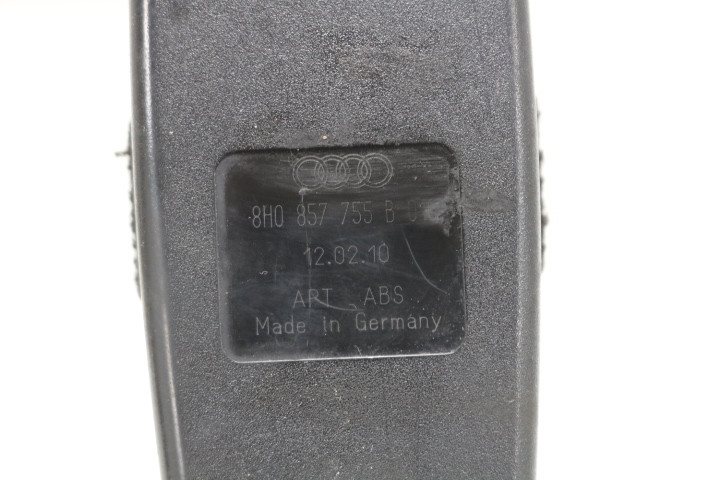 8H0 857 755 B
12.02.10
ART ABS
Made in Germany